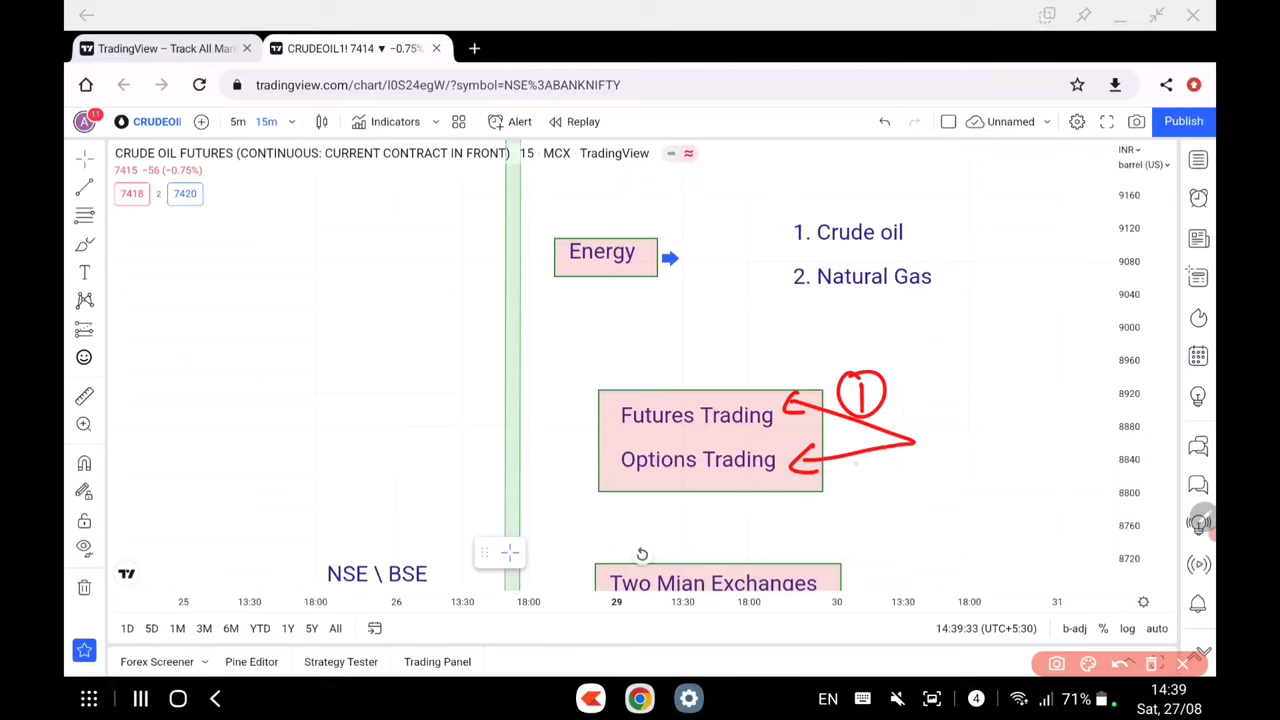 TradingView – Track All Mar
CRUDEOIL1! 7414 ▼ −0.75%
tradingview.com/chart/I0S24egW/?symbol=NSE%3ABANKNIFTY
A 11 CRUDEOI 5m 15m Indicators Alert Replay Unnamed Publish
CRUDE OIL FUTURES (CONTINUOUS: CURRENT CONTRACT IN FRONT) 15 MCX TradingView
INR
barrel (US)
7415 −56 (−0.75%)
7418 2 7420
9160
9120
9080
9040
9000
8960
8920
8880
8840
8800
8760
8720
Energy
1. Crude oil
2. Natural Gas
1
Futures Trading
Options Trading
NSE \ BSE
Two Mian Exchanges
25 13:30 18:00 26 13:30 18:00 29 13:30 18:00 30 13:30 18:00 31
1D 5D 1M 3M 6M YTD 1Y 5Y All
14:39:33 (UTC+5:30) b-adj % log auto
Forex Screener Pine Editor Strategy Tester Trading Panel
EN 4 71% 14:39
Sat, 27/08